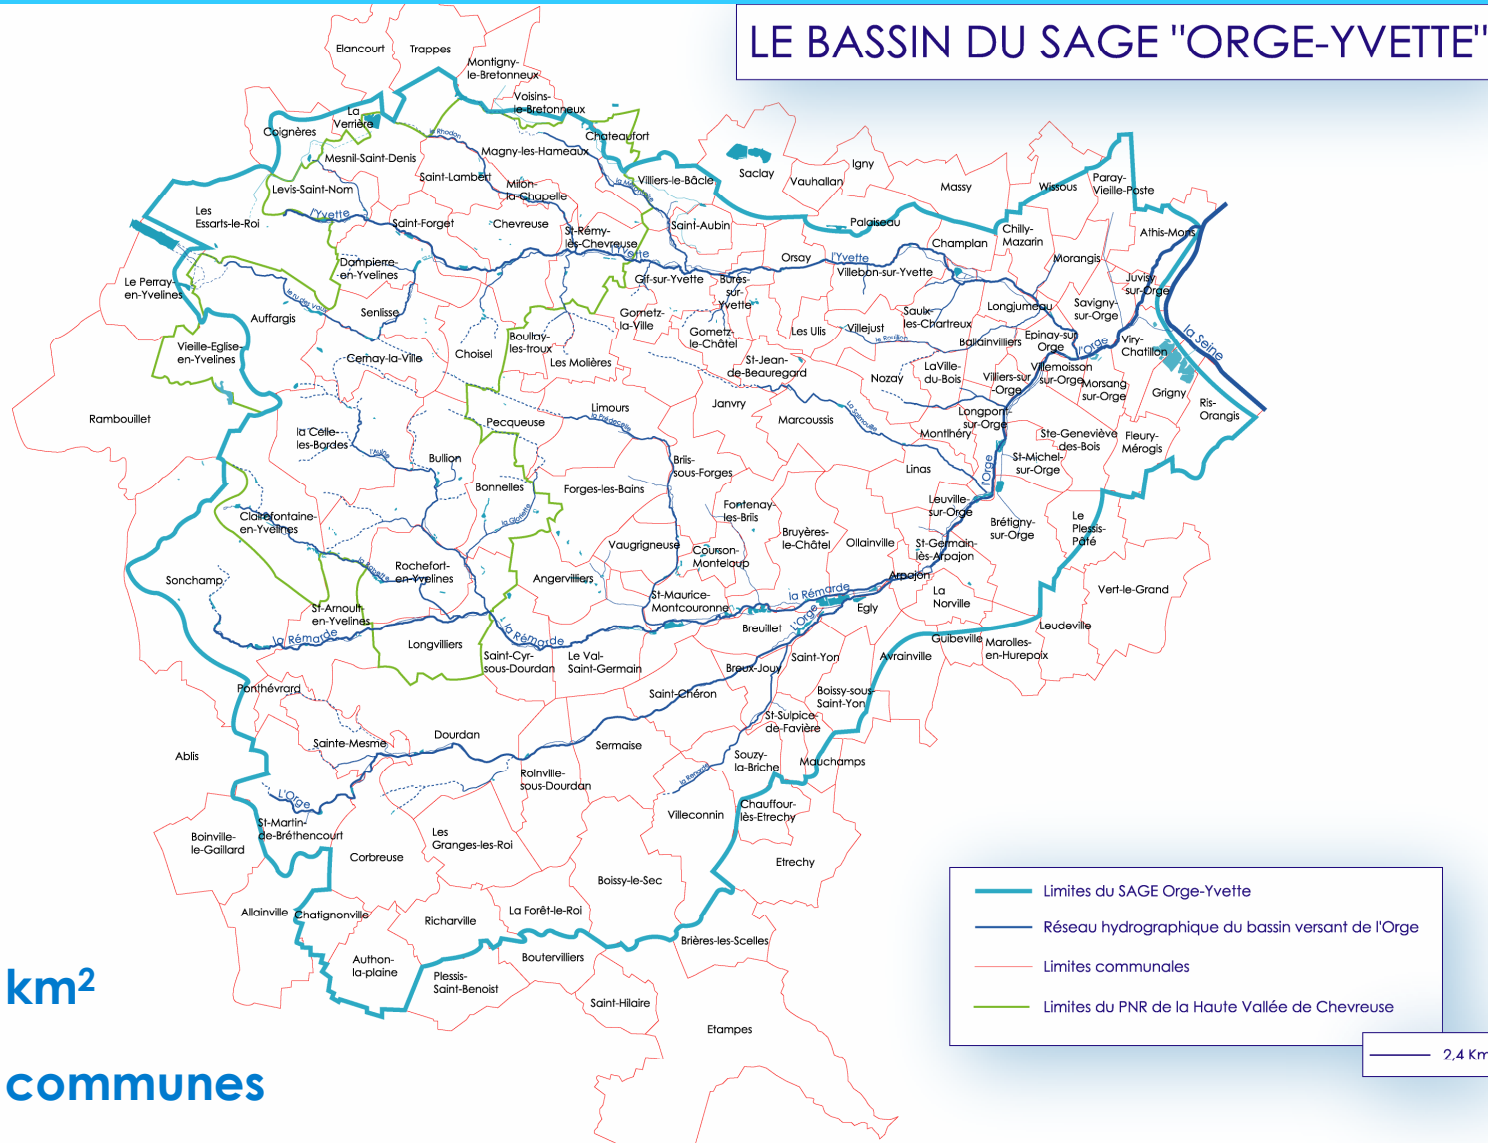 LE BASSIN DU SAGE "ORGE-YVETTE"
Elancourt
Trappes
Montigny-
le-Bretonneux
Voisins-
le-Bretonneux
La
Verrière
Coignères
Chateaufort
le Rhodon
Mesnil-Saint-Denis
Magny-les-Hameaux
Saint-Lambert
Milon-
la-Chapelle
Villiers-le-Bâcle
Saclay
Vauhallan
Igny
Massy
Wissous
Paray-
Vieille-Poste
Levis-Saint-Nom
l'Yvette
Les
Essarts-le-Roi
Saint-Forget
Chevreuse
St-Rémy-
lès-Chevreuse
l'Yvette
Saint-Aubin
Palaiseau
Champlan
Chilly-
Mazarin
Athis-Mons
Orsay
l'Yvette
Villebon-sur-Yvette
Morangis
Dampierre-
en-Yvelines
Le Perray-
en-Yvelines
Gif-sur-Yvette
Bures-
sur-
Yvette
Juvisy
sur-Orge
Auffargis
Senlisse
Gometz-
la-Ville
Gometz-
le-Châtel
Les Ulis
Villejust
Saulx-
les-Chartreux
Longjumeau
Savigny-
sur-Orge
la Seine
Vieille-Eglise-
en-Yvelines
Cernay-la-Ville
Choisel
Boullay-
les-troux
Les Molières
St-Jean-
de-Beauregard
Ballainvilliers
Epinay-sur
Orge
l'Orge
Viry-
Chatillon
Nozay
LaVille-
du-Bois
Villiers-sur
-Orge
Villemoisson
sur-Orge
Morsang
sur-Orge
Grigny
Ris-
Orangis
Rambouillet
Limours
la Prédecelle
Janvry
Marcoussis
La Salmouille
Longpont-
sur-Orge
Montlhéry
Pecqueuse
la Celle-
les-Bordes
Ste-Geneviève
des-Bois
Fleury-
Mérogis
Bullion
Briis-
sous-Forges
Linas
l'Orge
St-Michel-
sur-Orge
Bonnelles
Forges-les-Bains
la Gloriette
Fontenay-
les-Briis
Leuville-
sur-Orge
Clairefontaine-
en-Yvelines
Brétigny-
sur-Orge
Le
Plessis-
Pâté
Bruyères-
le-Châtel
Ollainville
St-Germain-
lès-Arpajon
Vaugrigneuse
Courson-
Monteloup
Sonchamp
Rochefort-
en-Yvelines
Angervilliers
Arpajon
Vert-le-Grand
St-Arnoult-
en-Yvelines
la Rémarde
St-Maurice-
Montcouronne
la Rémarde
Egly
La
Norville
Leudeville
Breuillet
L'Orge
Longvilliers
la Rémarde
Saint-Cyr-
sous-Dourdan
Le Val-
Saint-Germain
Breux-Jouy
Saint-Yon
Avrainville
Guibeville
Marolles-
en-Hurepoix
Ponthévrard
Saint-Chéron
Boissy-sous-
Saint-Yon
St-Sulpice-
de-Favière
Ablis
Sainte-Mesme
Dourdan
Sermaise
Souzy-
la-Briche
Mauchamps
Roinville-
sous-Dourdan
L'Orge
Villeconnin
Chauffour-
lès-Etrechy
St-Martin-
de-Bréthencourt
Boinville-
le-Gaillard
Les
Granges-les-Roi
Corbreuse
Etrechy
Boissy-le-Sec
Allainville
Chatignonville
Richarville
La Forêt-le-Roi
Brières-les-Scelles
Authon-
la-plaine
Boutervilliers
Plessis-
Saint-Benoist
Saint-Hilaire
Etampes
km²
communes
Limites du SAGE Orge-Yvette
Réseau hydrographique du bassin versant de l'Orge
Limites communales
Limites du PNR de la Haute Vallée de Chevreuse
2,4 Km